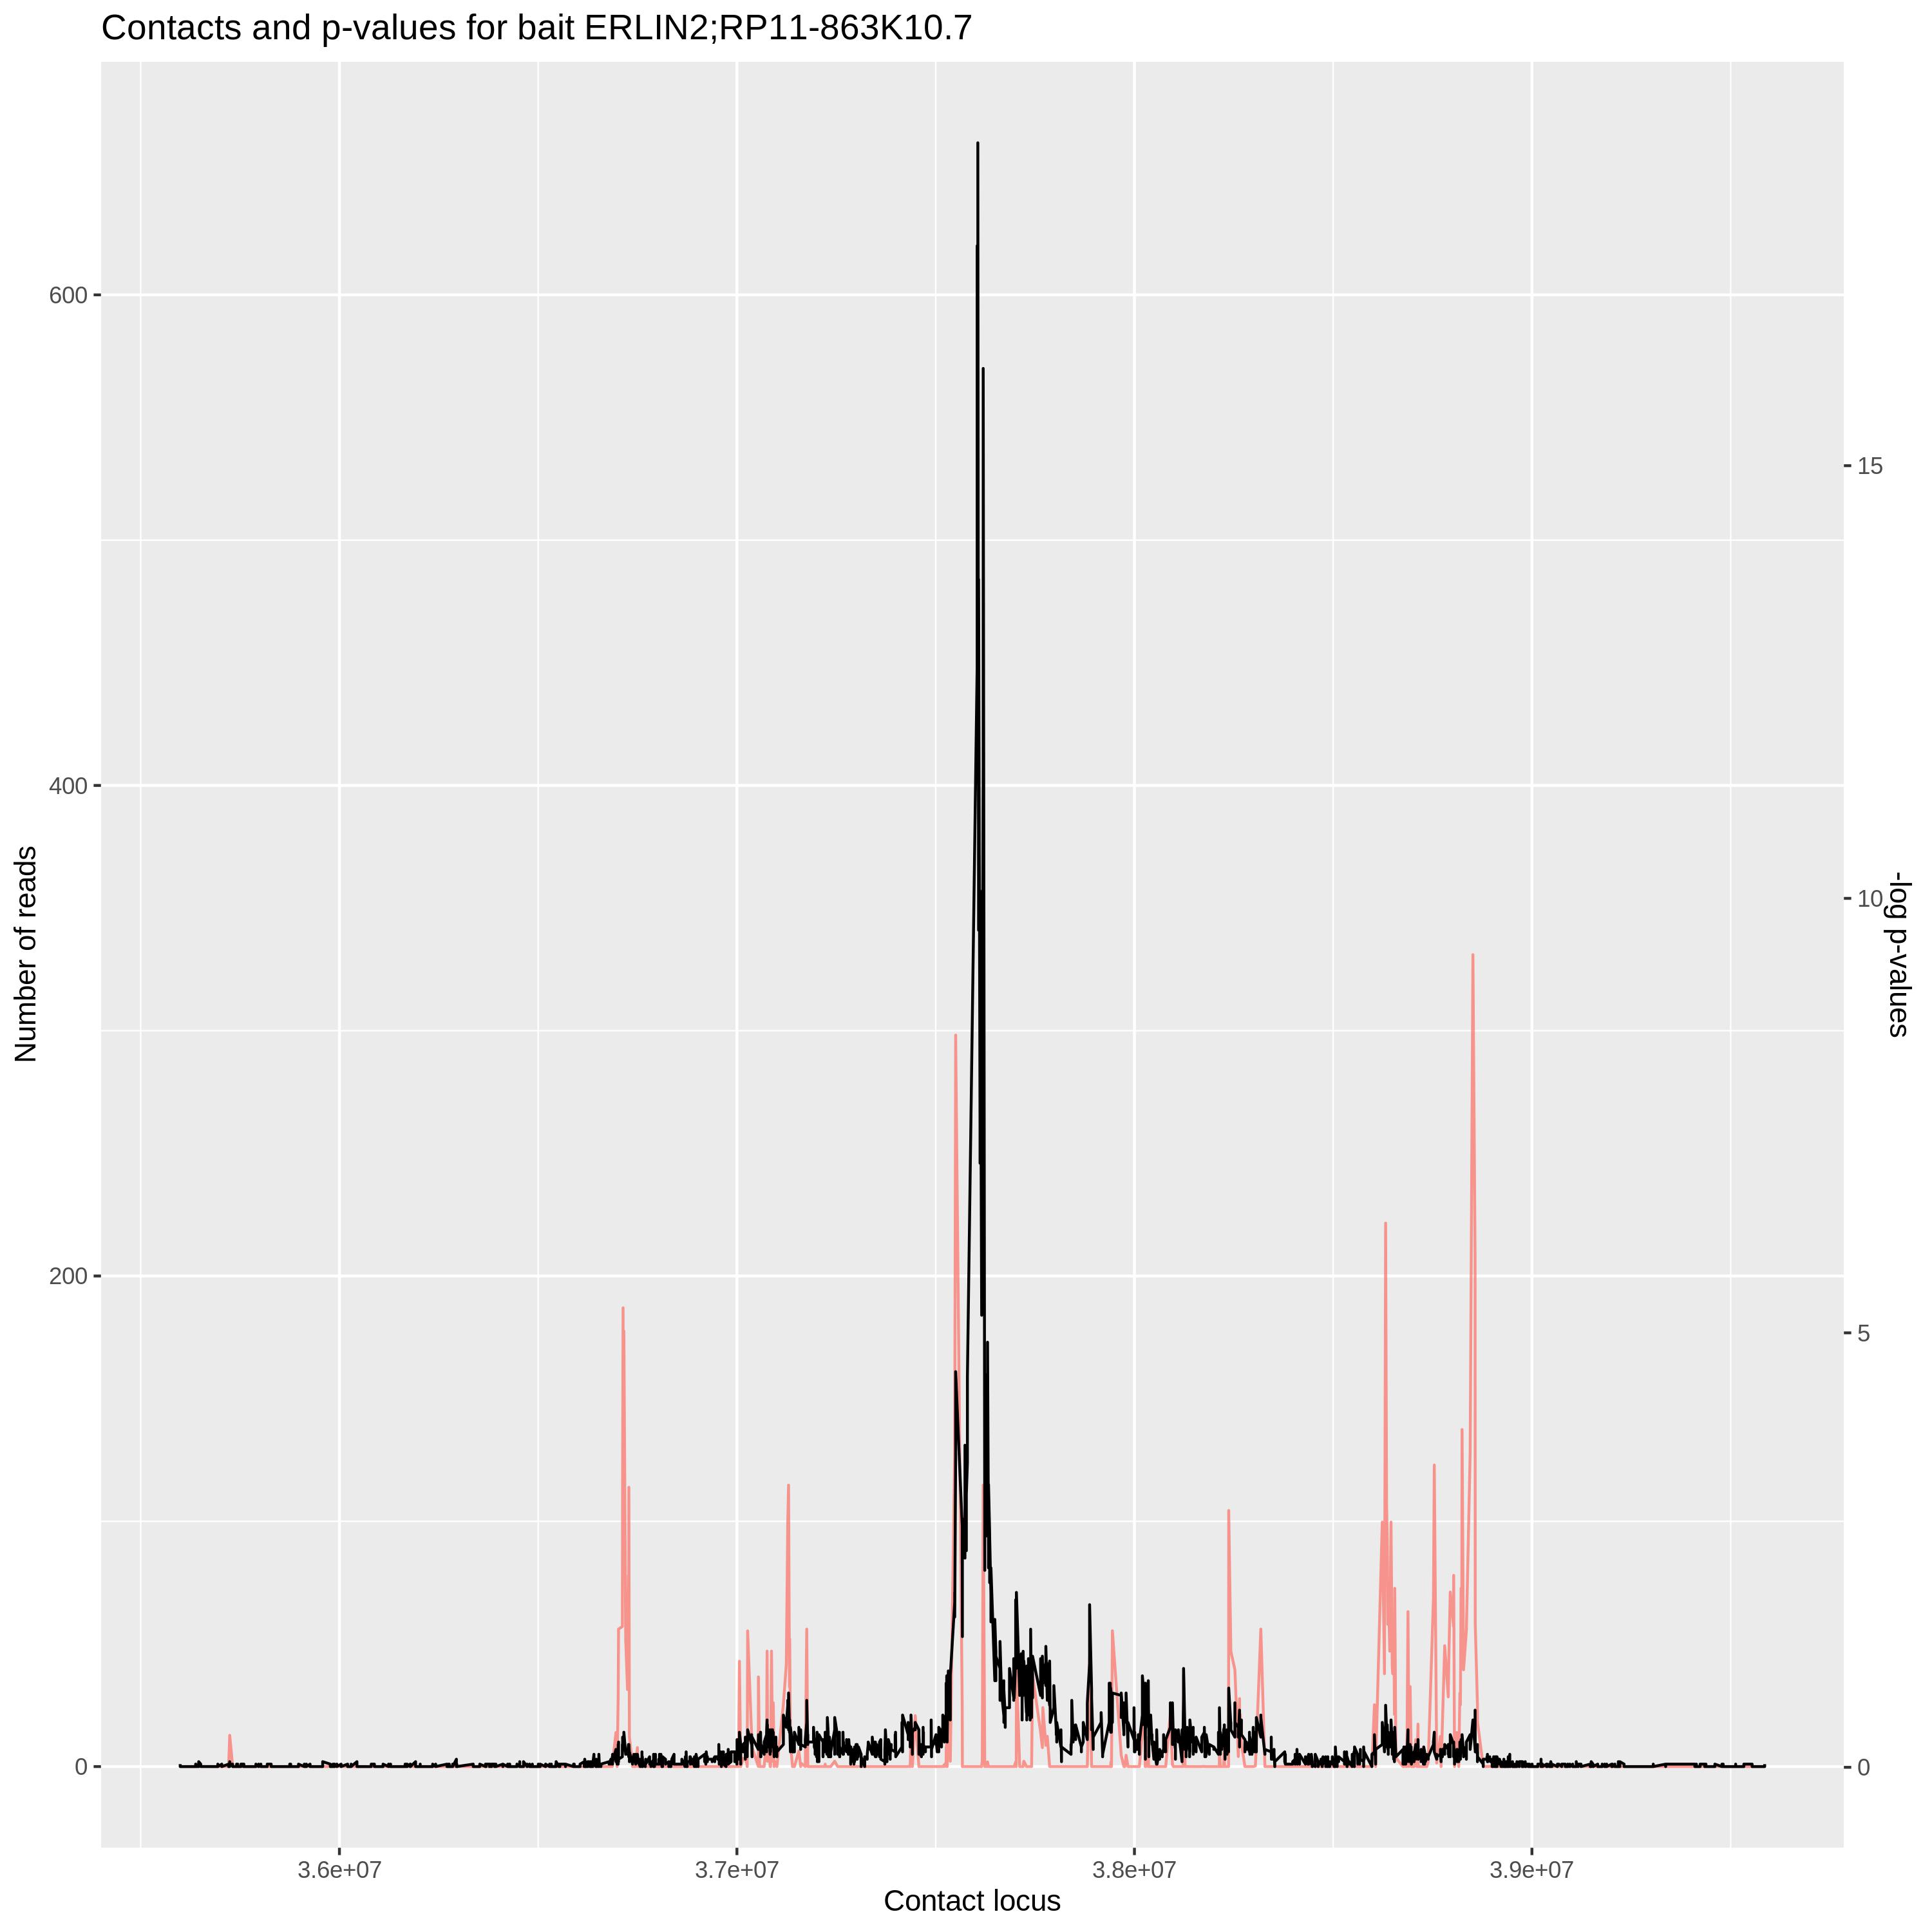 Contacts and p-values for bait ERLIN2;RP11-863K10.7
Number of reads
600
400
200
0
15
10
5
0
-log p-values
3.6e+07
3.7e+07
3.8e+07
3.9e+07
Contact locus